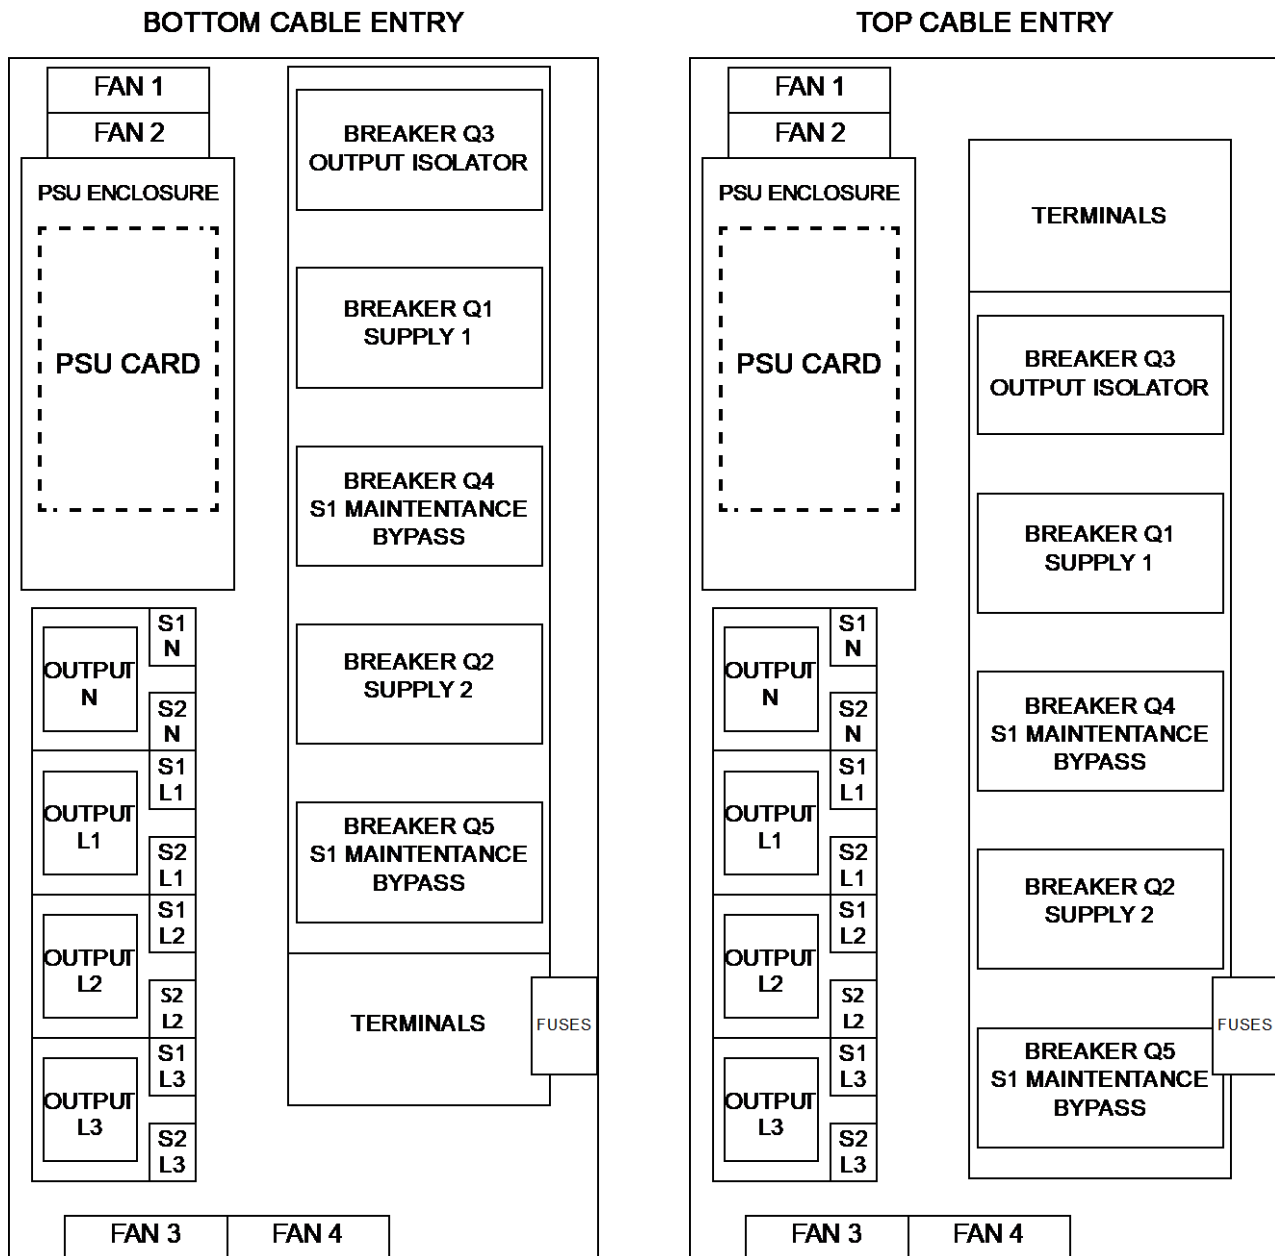 BOTTOM CABLE ENTRY
FAN 1
FAN 2
PSU ENCLOSURE
PSU CARD
OUTPUT
N
S1
N
S2
N
OUTPUT
L1
S1
L1
S2
L1
OUTPUT
L2
S1
L2
S2
L2
OUTPUT
L3
S1
L3
S2
L3
FAN 3
FAN 4
BREAKER Q3
OUTPUT ISOLATOR
BREAKER Q1
SUPPLY 1
BREAKER Q4
S1 MAINTENTANCE
BYPASS
BREAKER Q2
SUPPLY 2
BREAKER Q5
S1 MAINTENTANCE
BYPASS
TERMINALS
FUSES
TOP CABLE ENTRY
FAN 1
FAN 2
PSU ENCLOSURE
PSU CARD
OUTPUT
N
S1
N
S2
N
OUTPUT
L1
S1
L1
S2
L1
OUTPUT
L2
S1
L2
S2
L2
OUTPUT
L3
S1
L3
S2
L3
FAN 3
FAN 4
TERMINALS
BREAKER Q3
OUTPUT ISOLATOR
BREAKER Q1
SUPPLY 1
BREAKER Q4
S1 MAINTENTANCE
BYPASS
BREAKER Q2
SUPPLY 2
BREAKER Q5
S1 MAINTENTANCE
BYPASS
FUSES